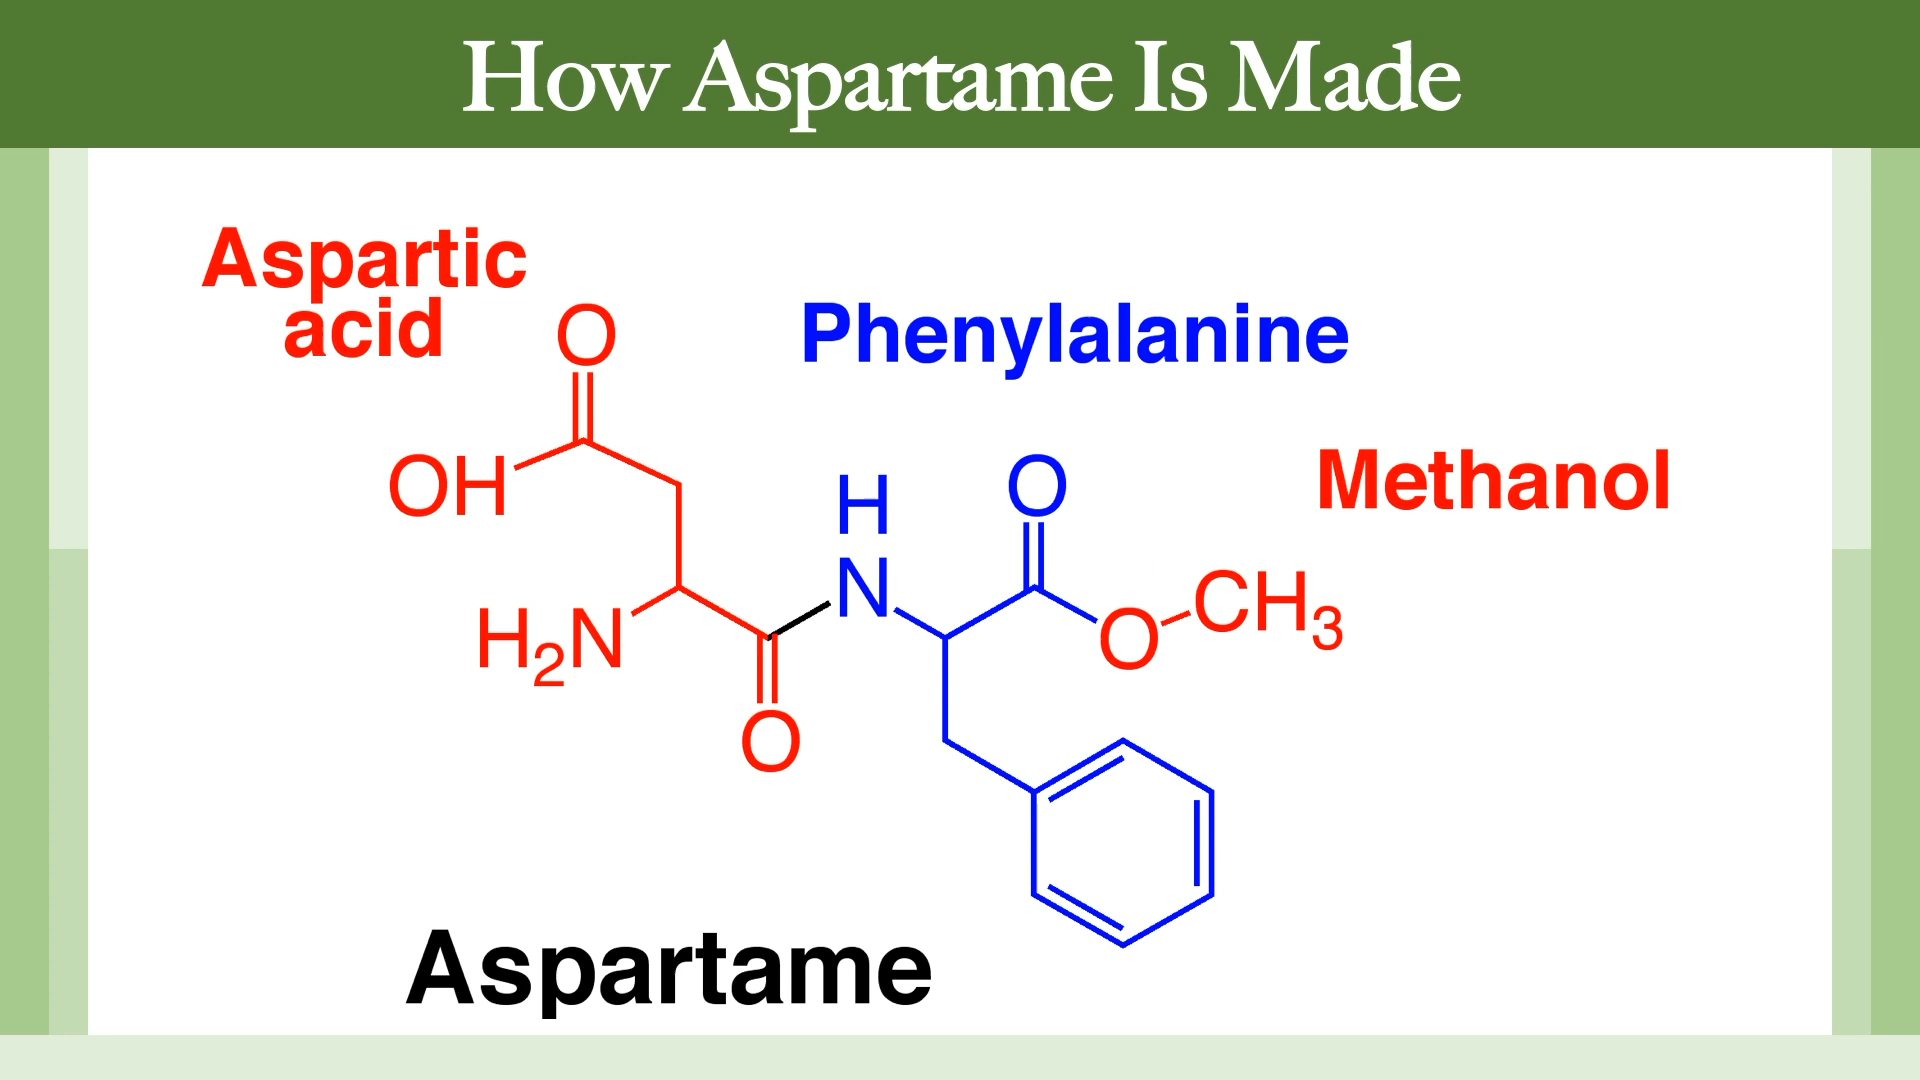 How Aspartame Is Made
Aspartic
acid
Phenylalanine
Methanol
O
OH
H
O
N
CH3
H2N
O
O
Aspartame